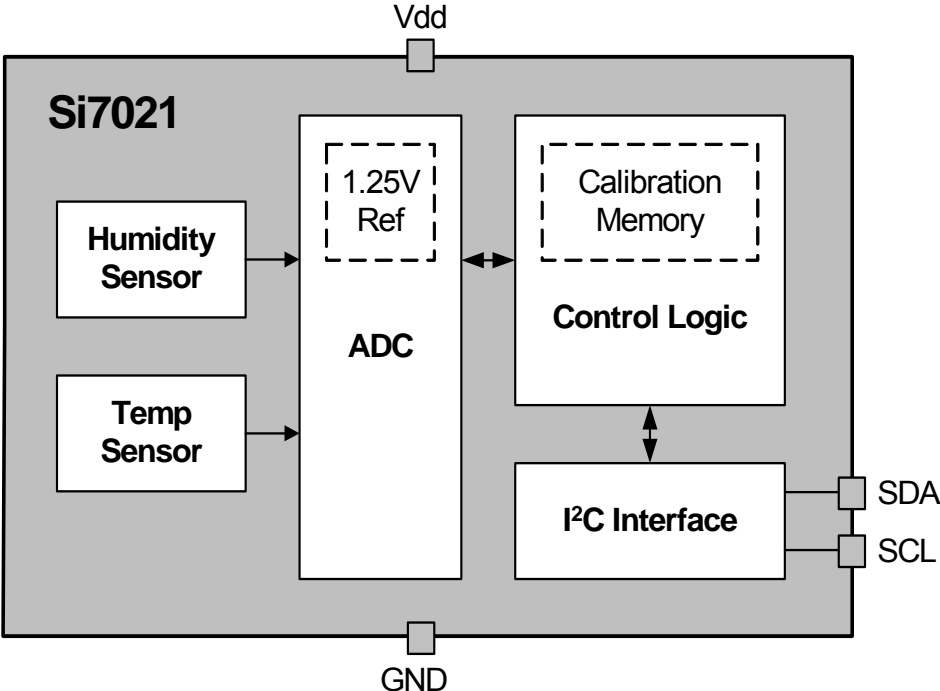 Vdd
Si7021
1.25V
Ref
Calibration
Memory
Humidity
Sensor
ADC
Control Logic
Temp
Sensor
I²C Interface
SDA
SCL
GND